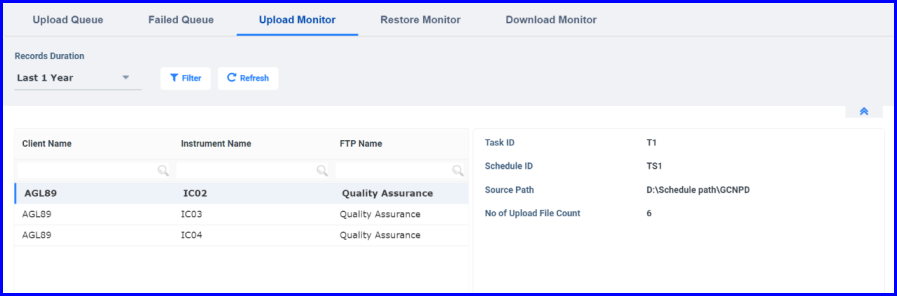 Upload Queue Failed Queue Upload Monitor Restore Monitor Download Monitor
Records Duration
Last 1 Year Filter Refresh
Client Name Instrument Name FTP Name
AGL89 IC02 Quality Assurance
AGL89 IC03 Quality Assurance
AGL89 IC04 Quality Assurance
Task ID T1
Schedule ID TS1
Source Path D:\Schedule path\GCNPD
No of Upload File Count 6